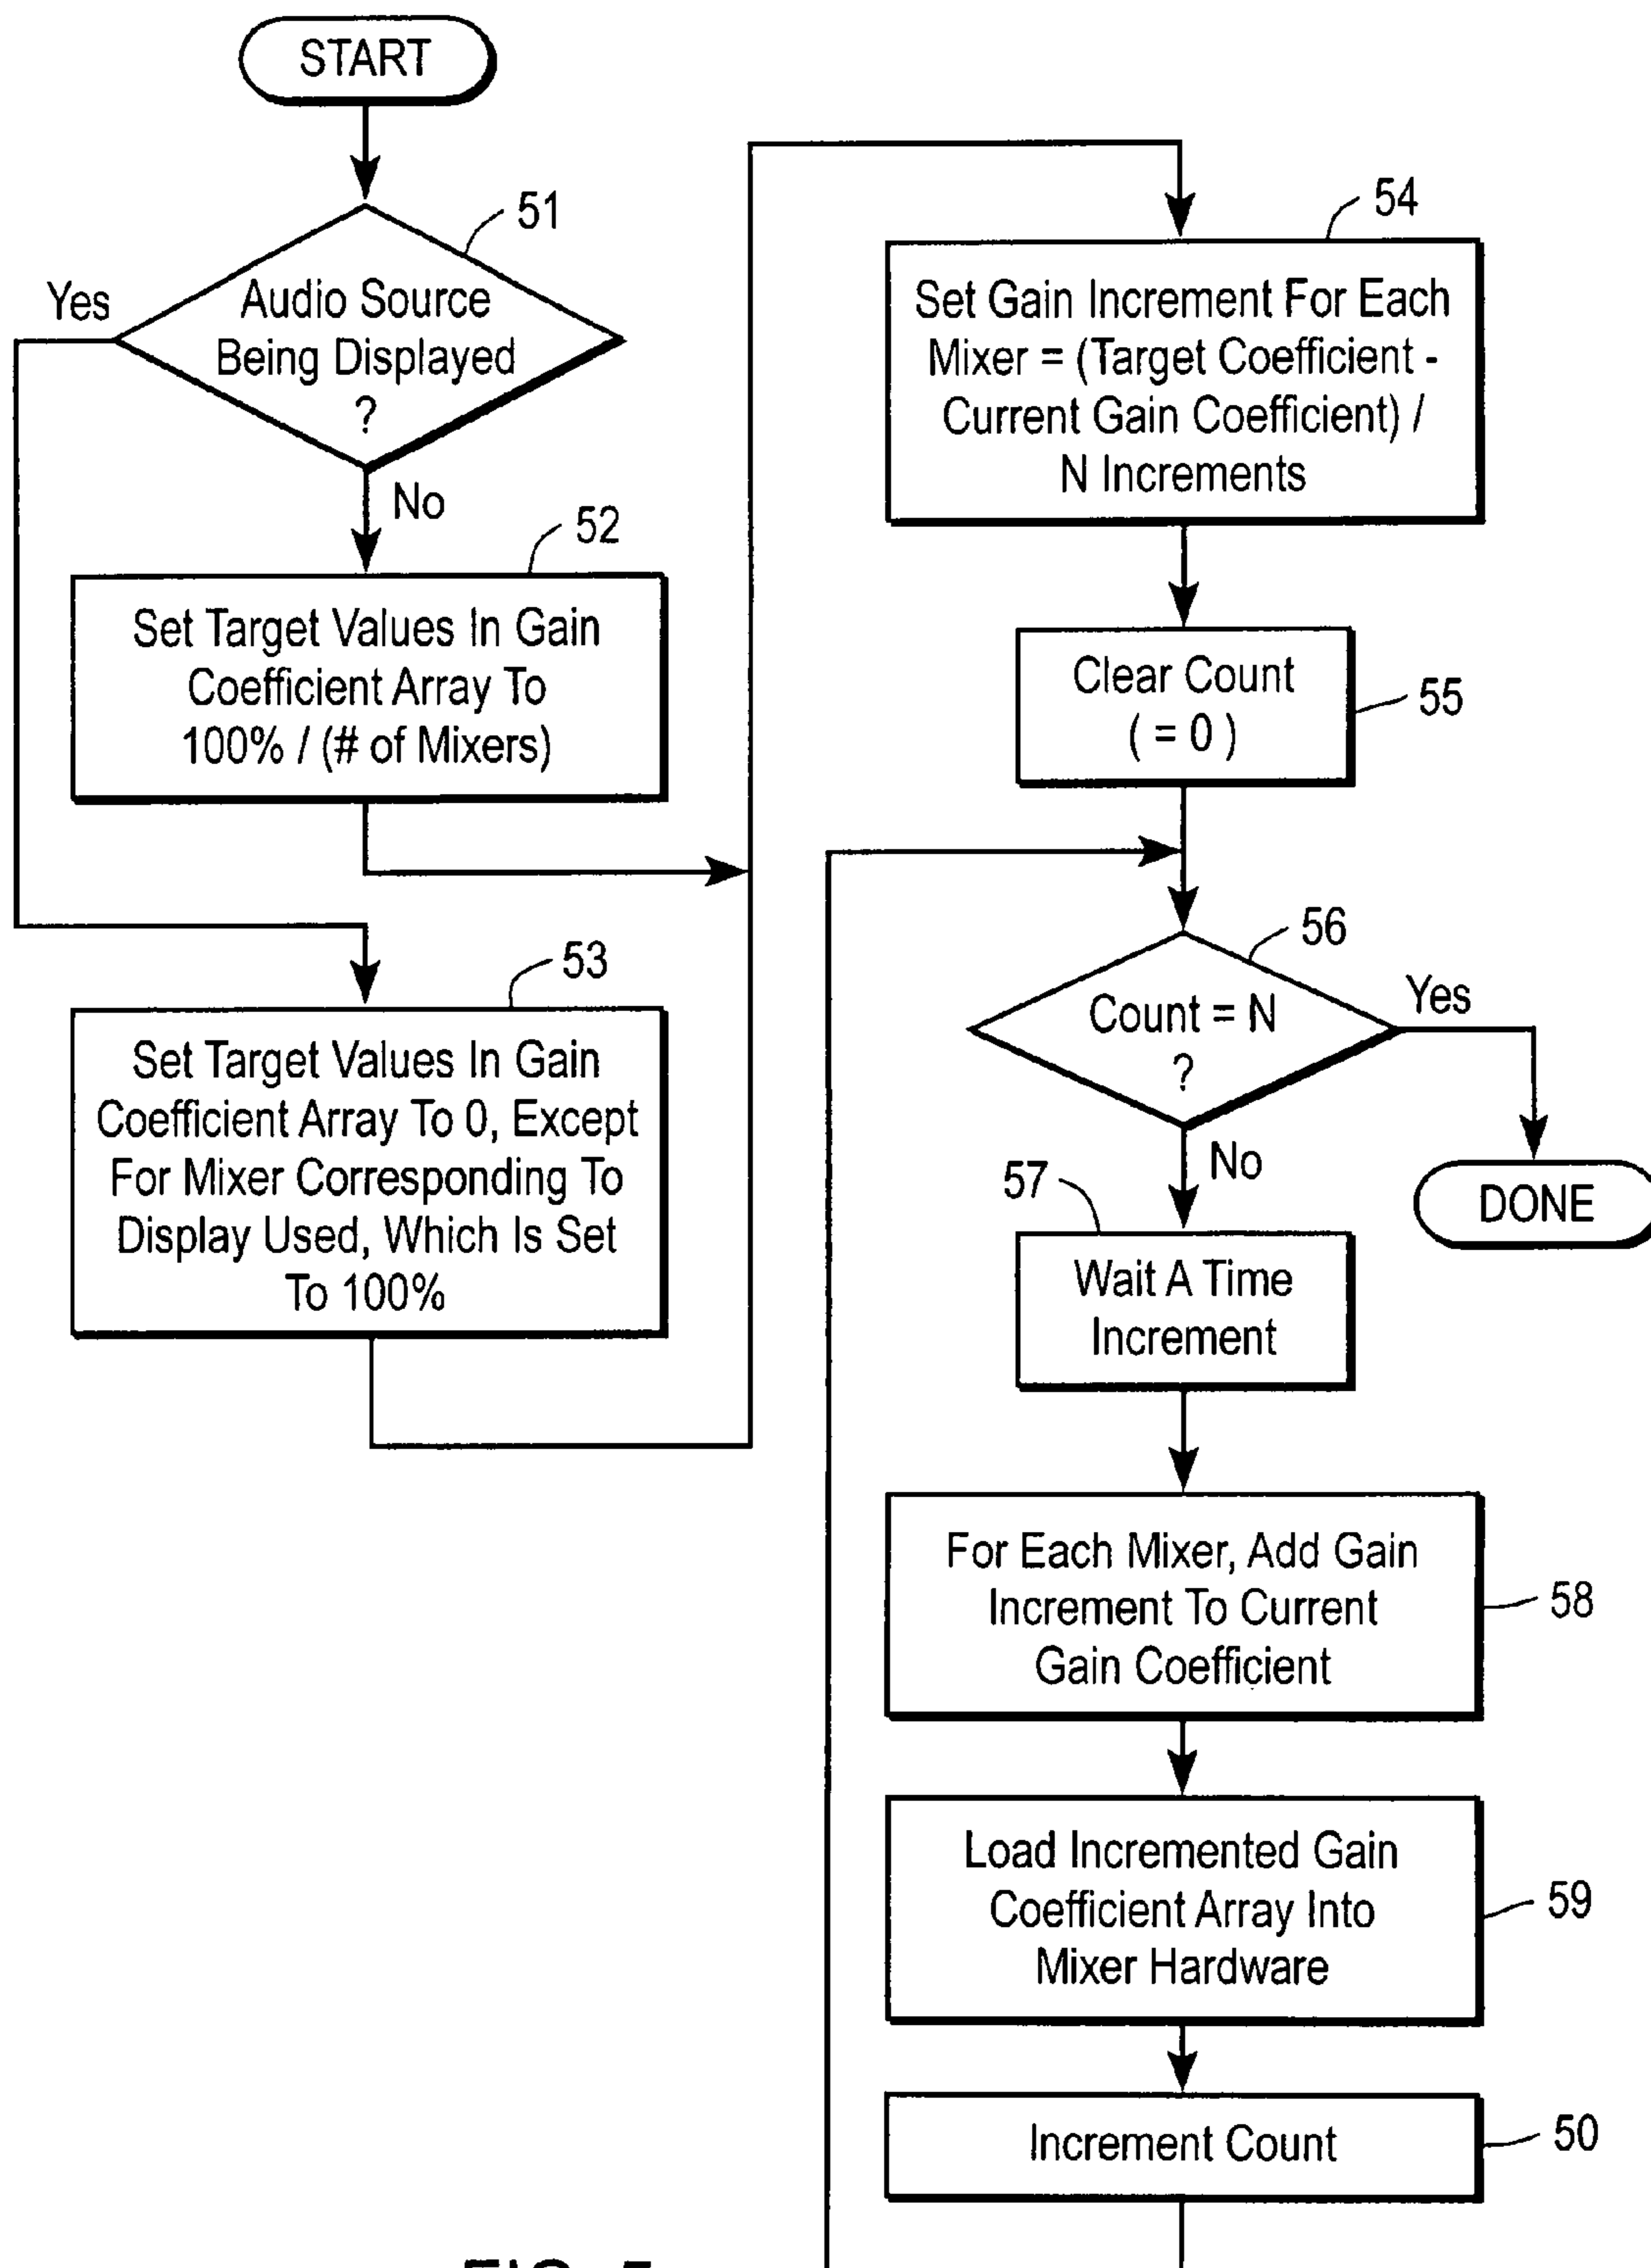 START
51
Yes
Audio Source
Being Displayed
?
No
52
Set Target Values In Gain
Coefficient Array To
100% / (# of Mixers)
53
Set Target Values In Gain
Coefficient Array To 0, Except
For Mixer Corresponding To
Display Used, Which Is Set
To 100%
54
Set Gain Increment For Each
Mixer = (Target Coefficient -
Current Gain Coefficient) /
N Increments
Clear Count
( = 0 )
55
56
Count = N
?
Yes
No
DONE
57
Wait A Time
Increment
For Each Mixer, Add Gain
Increment To Current
Gain Coefficient
58
Load Incremented Gain
Coefficient Array Into
Mixer Hardware
59
Increment Count
50